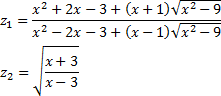 z₁ = (x² + 2x − 3 + (x + 1)√(x² − 9)) / (x² − 2x − 3 + (x − 1)√(x² − 9))
z₂ = √((x + 3) / (x − 3))